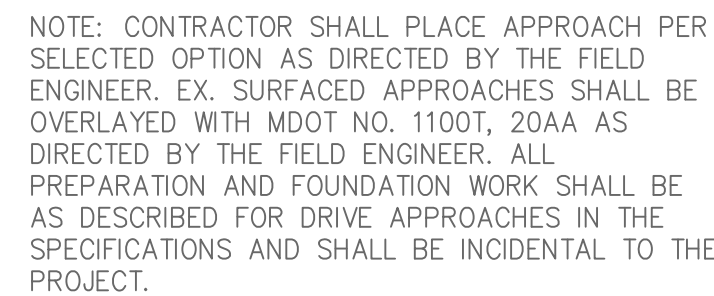 NOTE: CONTRACTOR SHALL PLACE APPROACH PER
SELECTED OPTION AS DIRECTED BY THE FIELD
ENGINEER. EX. SURFACED APPROACHES SHALL BE
OVERLAYED WITH MDOT NO. 1100T, 20AA AS
DIRECTED BY THE FIELD ENGINEER. ALL
PREPARATION AND FOUNDATION WORK SHALL BE
AS DESCRIBED FOR DRIVE APPROACHES IN THE
SPECIFICATIONS AND SHALL BE INCIDENTAL TO THE
PROJECT.